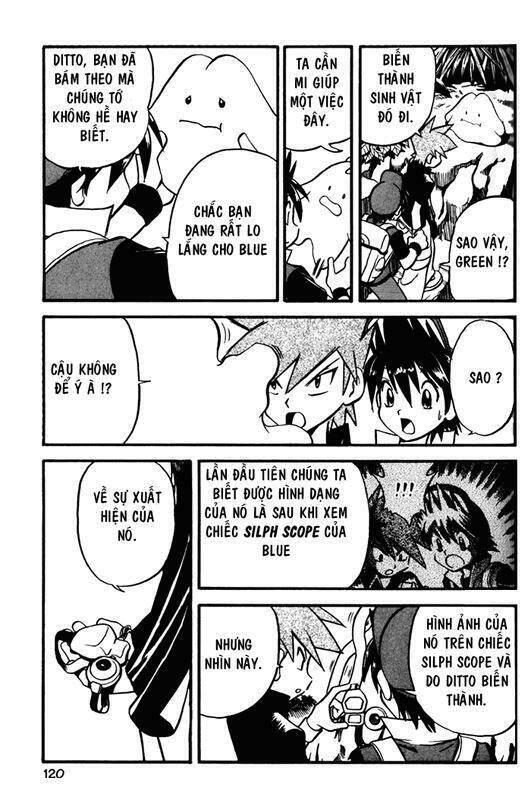 DITTO, BẠN ĐÃ
BÁM THEO MÀ
CHÚNG TỚ
KHÔNG HỀ HAY
BIẾT.
CHẮC BẠN
ĐANG RẤT LO
LẮNG CHO BLUE
TA CẦN
MI GIÚP
MỘT VIỆC
ĐÂY.
BIẾN
THÀNH
SINH VẬT
ĐÓ ĐI.
SAO VẬY,
GREEN !?
CẬU KHÔNG
ĐỂ Ý À !?
SAO ?
VỀ SỰ XUẤT
HIỆN CỦA
NÓ.
LẦN ĐẦU TIÊN CHÚNG TA
BIẾT ĐƯỢC HÌNH DẠNG
CỦA NÓ LÀ SAU KHI XEM
CHIẾC SILPH SCOPE CỦA
BLUE
!!!
NHƯNG
NHÌN NÀY.
HÌNH ẢNH CỦA
NÓ TRÊN CHIẾC
SILPH SCOPE VÀ
DO DITTO BIẾN
THÀNH.
120